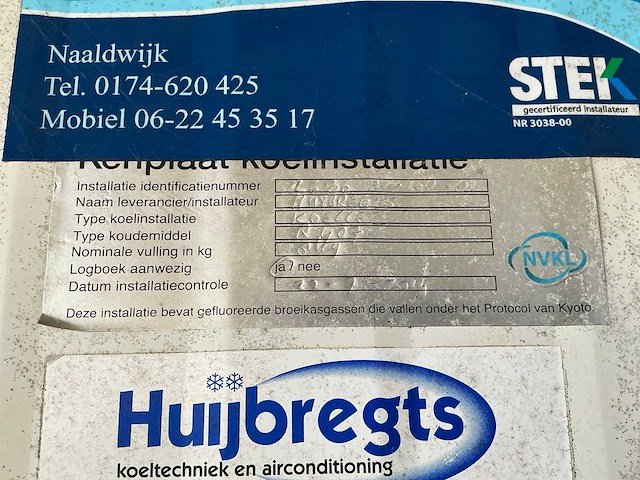 Naaldwijk
Tel. 0174-620 425
Mobiel 06-22 45 35 17
STEK
gecertificeerd installateur
NR 3038-00
Kenplaat koelinstallatie
Installatie identificatienummer
Naam leverancier/installateur
Type koelinstallatie
Type koudemiddel
Nominale vulling in kg
Logboek aanwezig ja / nee
Datum installatiecontrole
NVKL
Deze installatie bevat gefluoreerde broeikasgassen die vallen onder het Protocol van Kyoto.
Huijbregts
koeltechniek en airconditioning